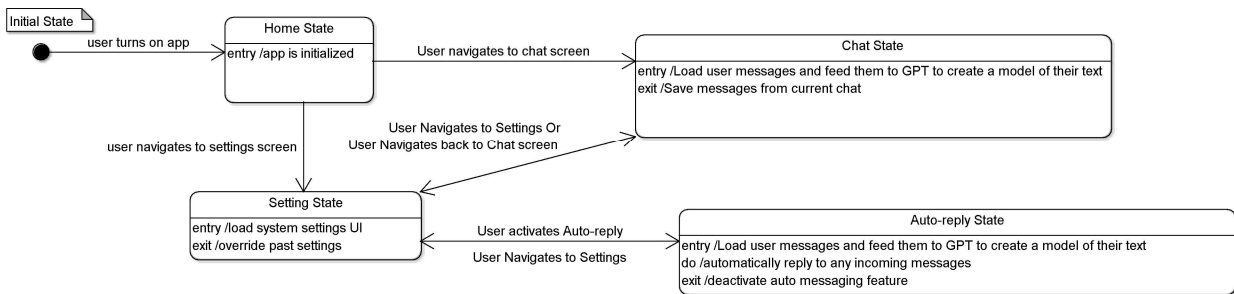 Initial State
user turns on app
Home State
entry /app is initialized
User navigates to chat screen
Chat State
entry /Load user messages and feed them to GPT to create a model of their text
exit /Save messages from current chat
user navigates to settings screen
User Navigates to Settings Or
User Navigates back to Chat screen
Setting State
entry /load system settings UI
exit /override past settings
User activates Auto-reply
User Navigates to Settings
Auto-reply State
entry /Load user messages and feed them to GPT to create a model of their text
do /automatically reply to any incoming messages
exit /deactivate auto messaging feature